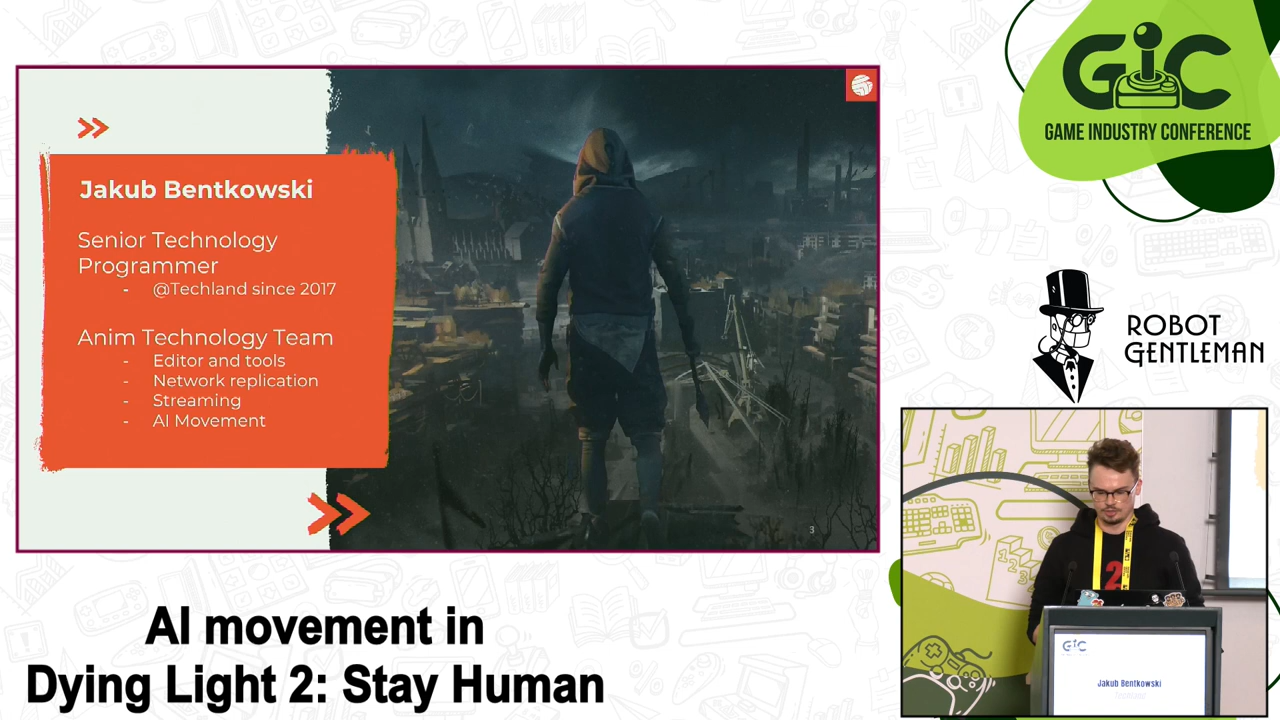 Jakub Bentkowski
Senior Technology
Programmer
- @Techland since 2017
Anim Technology Team
- Editor and tools
- Network replication
- Streaming
- AI Movement
3
AI movement in
Dying Light 2: Stay Human
GIC
GAME INDUSTRY CONFERENCE
ROBOT
GENTLEMAN
2
GIC
Jakub Bentkowski